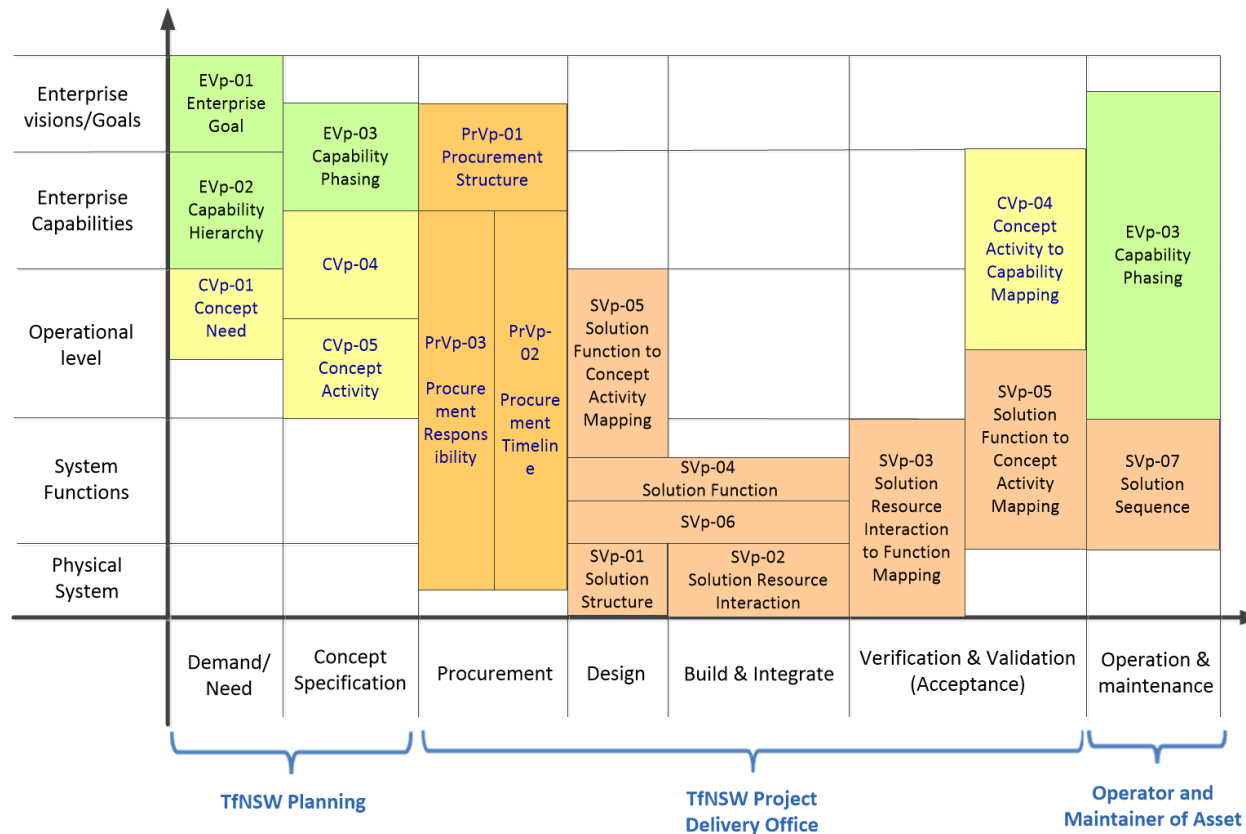 Enterprise
visions/Goals
Enterprise
Capabilities
Operational
level
System
Functions
Physical
System
EVp-01
Enterprise
Goal
EVp-02
Capability
Hierarchy
CVp-01
Concept
Need
EVp-03
Capability
Phasing
CVp-04
CVp-05
Concept
Activity
PrVp-01
Procurement
Structure
PrVp-03
Procure
ment
Respons
ibility
PrVp-
02
Procure
ment
Timelin
e
SVp-05
Solution
Function to
Concept
Activity
Mapping
SVp-04
Solution Function
SVp-06
SVp-01
Solution
Structure
SVp-02
Solution Resource
Interaction
SVp-03
Solution
Resource
Interaction
to Function
Mapping
CVp-04
Concept
Activity to
Capability
Mapping
SVp-05
Solution
Function to
Concept
Activity
Mapping
EVp-03
Capability
Phasing
SVp-07
Solution
Sequence
Demand/
Need
Concept
Specification
Procurement
Design
Build & Integrate
Verification & Validation
(Acceptance)
Operation &
maintenance
TfNSW Planning
TfNSW Project
Delivery Office
Operator and
Maintainer of Asset